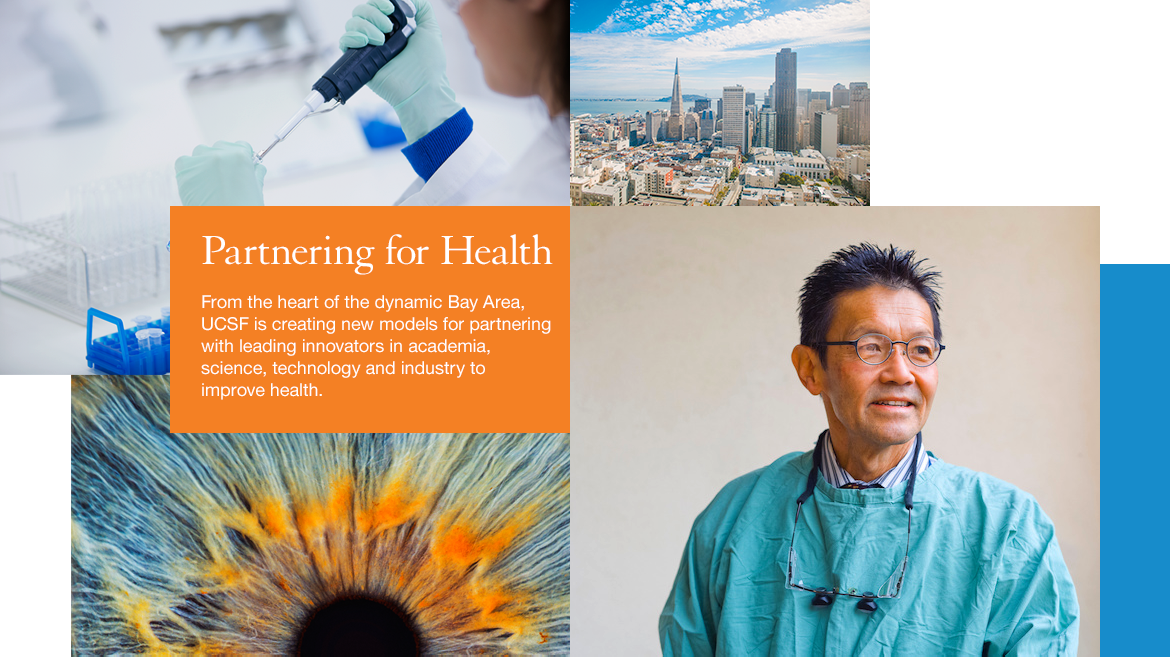 Partnering for Health
From the heart of the dynamic Bay Area,
UCSF is creating new models for partnering
with leading innovators in academia,
science, technology and industry to
improve health.